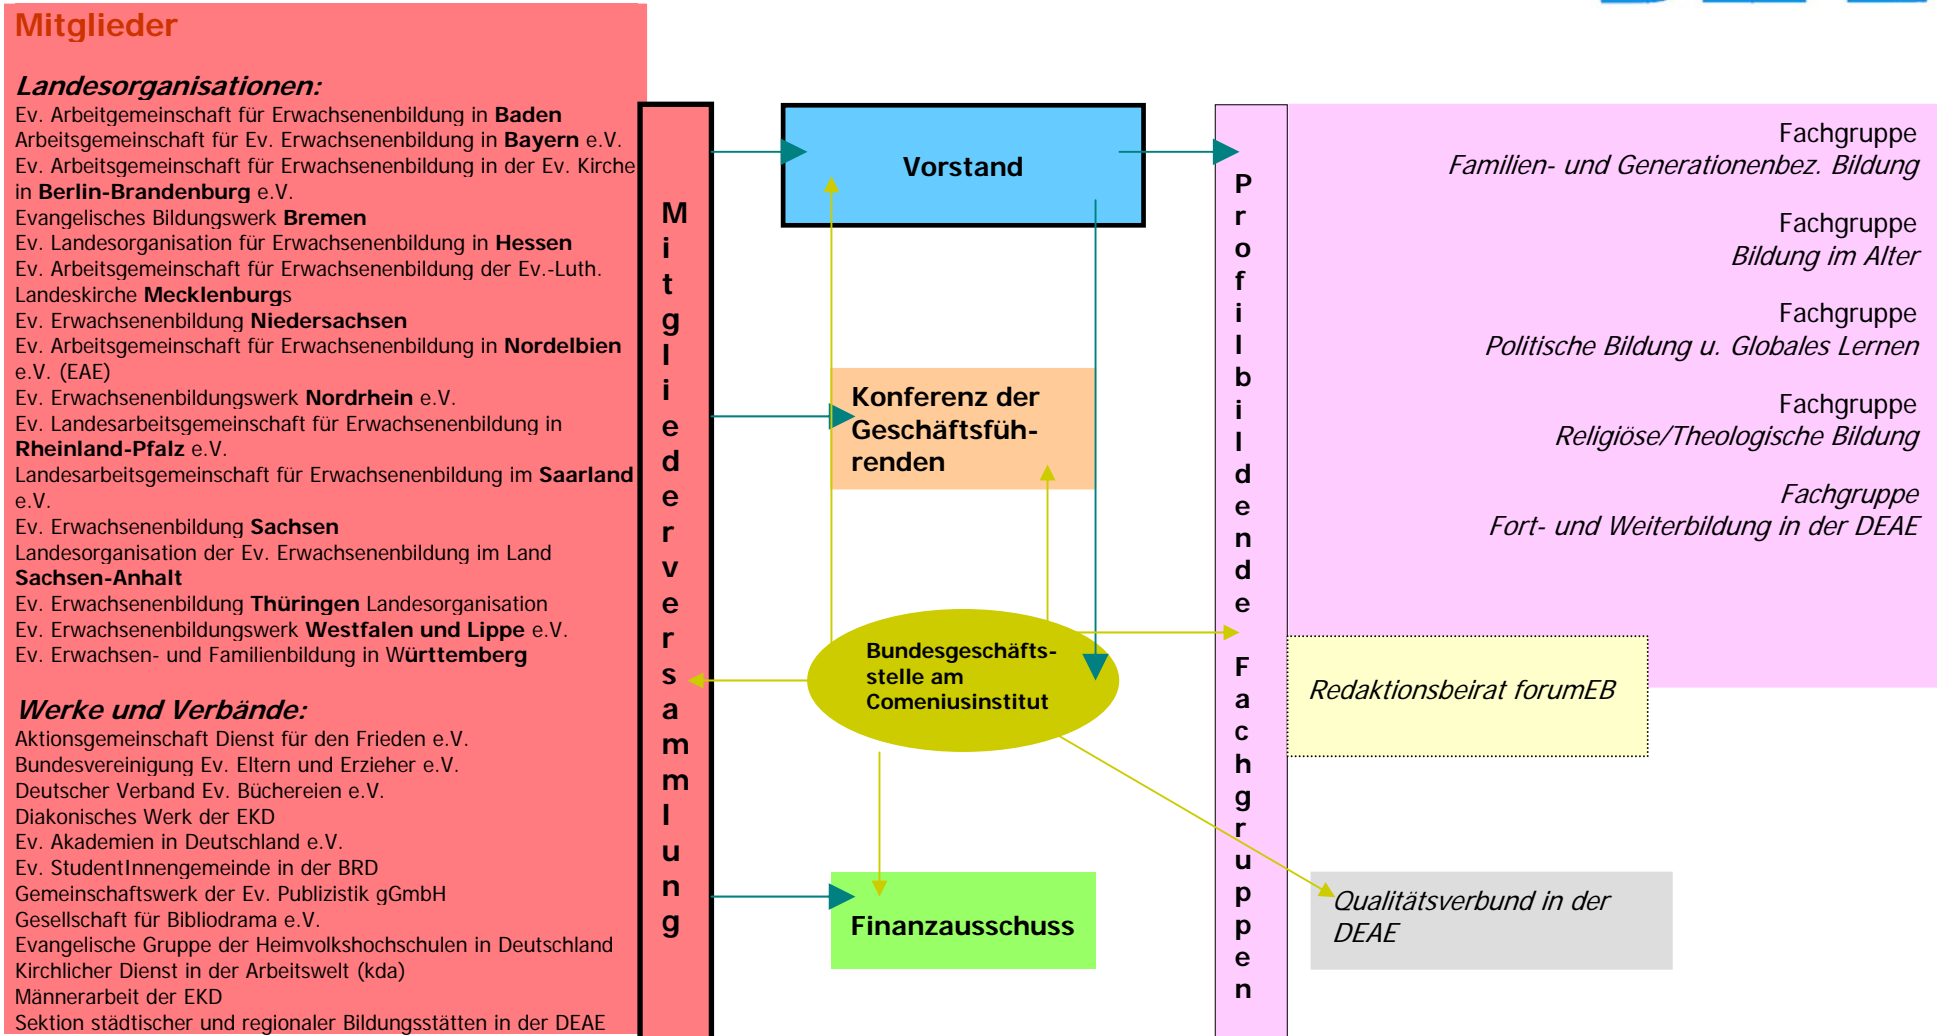 Mitglieder
Landesorganisationen:
Ev. Arbeitgemeinschaft für Erwachsenenbildung in Baden
Arbeitsgemeinschaft für Ev. Erwachsenenbildung in Bayern e.V.
Ev. Arbeitsgemeinschaft für Erwachsenenbildung in der Ev. Kirche
in Berlin-Brandenburg e.V.
Evangelisches Bildungswerk Bremen
Ev. Landesorganisation für Erwachsenenbildung in Hessen
Ev. Arbeitsgemeinschaft für Erwachsenenbildung der Ev.-Luth.
Landeskirche Mecklenburgs
Ev. Erwachsenenbildung Niedersachsen
Ev. Arbeitsgemeinschaft für Erwachsenenbildung in Nordelbien
e.V. (EAE)
Ev. Erwachsenenbildungswerk Nordrhein e.V.
Ev. Landesarbeitsgemeinschaft für Erwachsenenbildung in
Rheinland-Pfalz e.V.
Landesarbeitsgemeinschaft für Erwachsenenbildung im Saarland
e.V.
Ev. Erwachsenenbildung Sachsen
Landesorganisation der Ev. Erwachsenenbildung im Land
Sachsen-Anhalt
Ev. Erwachsenenbildung Thüringen Landesorganisation
Ev. Erwachsenenbildungswerk Westfalen und Lippe e.V.
Ev. Erwachsen- und Familienbildung in Württemberg
Werke und Verbände:
Aktionsgemeinschaft Dienst für den Frieden e.V.
Bundesvereinigung Ev. Eltern und Erzieher e.V.
Deutscher Verband Ev. Büchereien e.V.
Diakonisches Werk der EKD
Ev. Akademien in Deutschland e.V.
Ev. StudentInnengemeinde in der BRD
Gemeinschaftswerk der Ev. Publizistik gGmbH
Gesellschaft für Bibliodrama e.V.
Evangelische Gruppe der Heimvolkshochschulen in Deutschland
Kirchlicher Dienst in der Arbeitswelt (kda)
Männerarbeit der EKD
Sektion städtischer und regionaler Bildungsstätten in der DEAE
Mitgliederversammlung
Vorstand
Konferenz der
Geschäftsfüh-
renden
Bundesgeschäfts-
stelle am
Comeniusinstitut
Finanzausschuss
Profilbildende Fachgruppen
Fachgruppe
Familien- und Generationenbez. Bildung
Fachgruppe
Bildung im Alter
Fachgruppe
Politische Bildung u. Globales Lernen
Fachgruppe
Religiöse/Theologische Bildung
Fachgruppe
Fort- und Weiterbildung in der DEAE
Redaktionsbeirat forumEB
Qualitätsverbund in der
DEAE